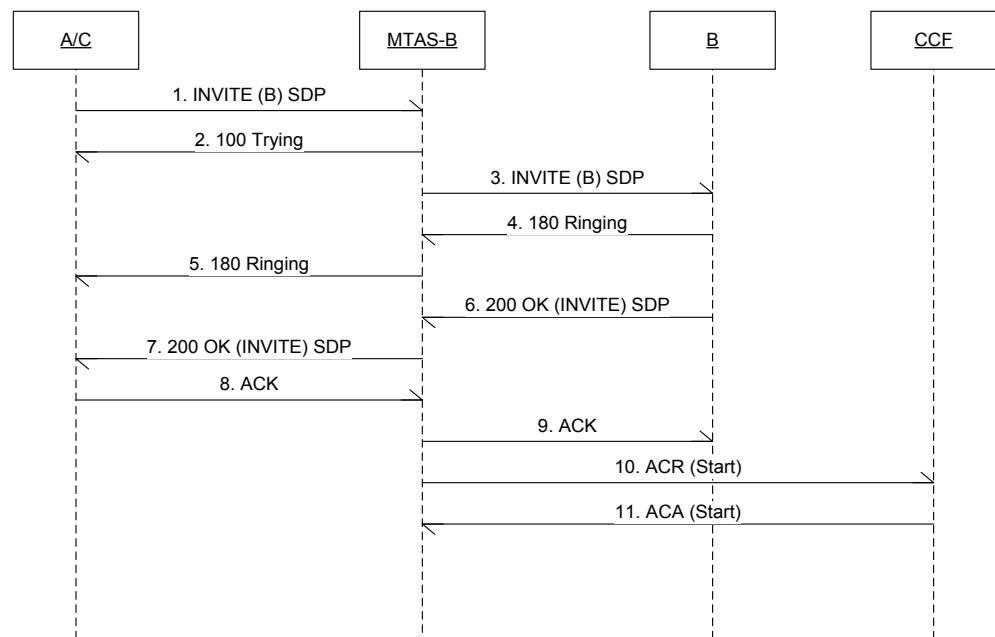 A/C
MTAS-B
B
CCF
1. INVITE (B) SDP
2. 100 Trying
3. INVITE (B) SDP
4. 180 Ringing
5. 180 Ringing
6. 200 OK (INVITE) SDP
7. 200 OK (INVITE) SDP
8. ACK
9. ACK
10. ACR (Start)
11. ACA (Start)